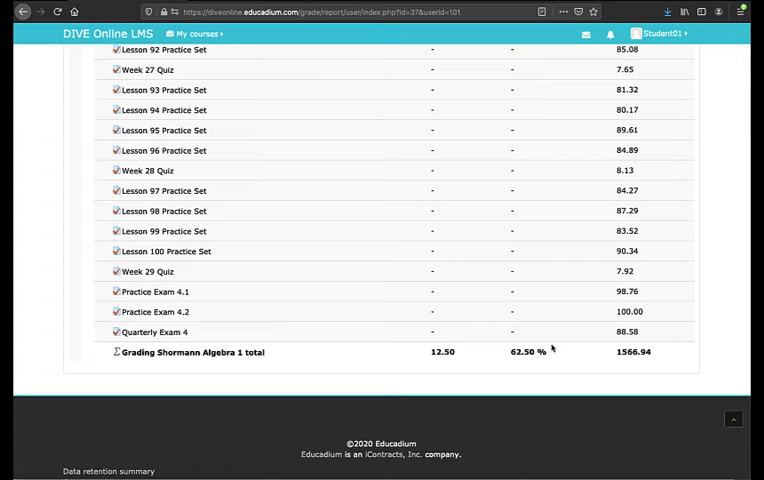 https://diveonline.educadium.com/grade/report/user/index.php?id=37&userid=101
DIVE Online LMS My courses Student01
Lesson 92 Practice Set - - 85.08
Week 27 Quiz - - 7.65
Lesson 93 Practice Set - - 81.32
Lesson 94 Practice Set - - 80.17
Lesson 95 Practice Set - - 89.61
Lesson 96 Practice Set - - 84.89
Week 28 Quiz - - 8.13
Lesson 97 Practice Set - - 84.27
Lesson 98 Practice Set - - 87.29
Lesson 99 Practice Set - - 83.52
Lesson 100 Practice Set - - 90.34
Week 29 Quiz - - 7.92
Practice Exam 4.1 - - 98.76
Practice Exam 4.2 - - 100.00
Quarterly Exam 4 - - 88.58
Σ Grading Shormann Algebra 1 total 12.50 62.50 % 1566.94
©2020 Educadium
Educadium is an iContracts, Inc. company.
Data retention summary